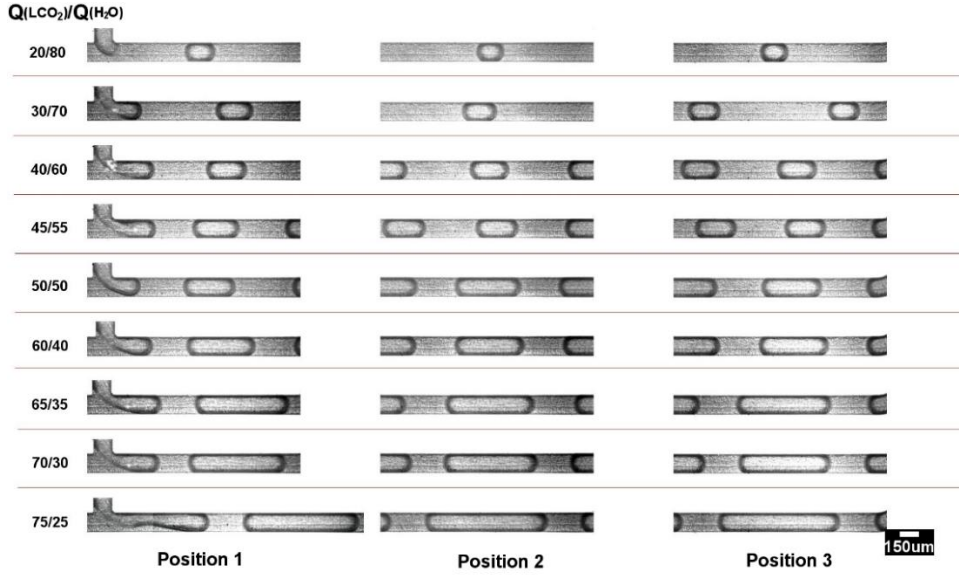 Q(LCO₂)/Q(H₂O)
20/80
30/70
40/60
45/55
50/50
60/40
65/35
70/30
75/25
Position 1
Position 2
Position 3
150um